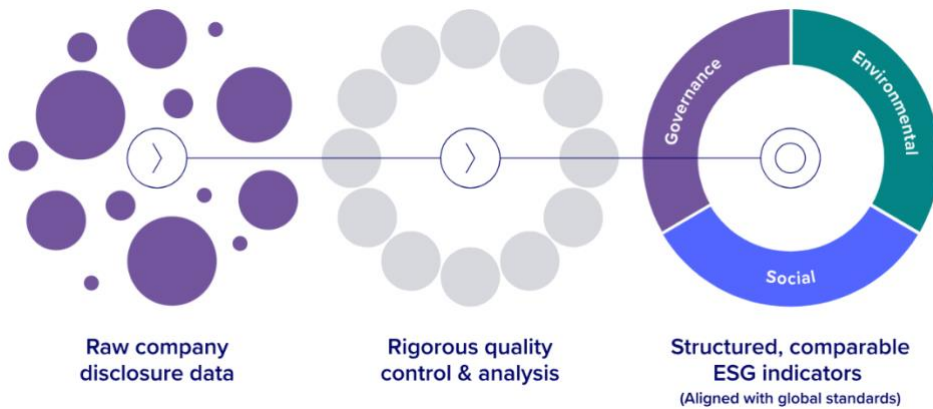 Governance
Environmental
Social
Raw company
disclosure data
Rigorous quality
control & analysis
Structured, comparable
ESG indicators
(Aligned with global standards)